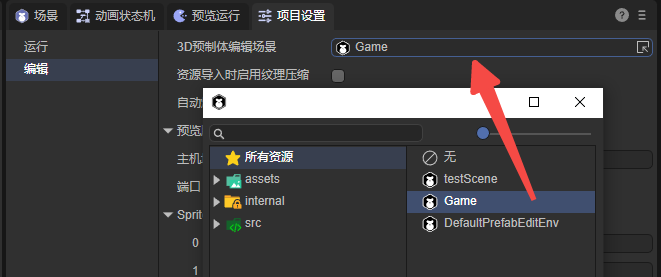 场景 动画状态机 预览运行 项目设置
运行
编辑
3D预制体编辑场景 Game
资源导入时启用纹理压缩
自动
预览
主机
端口
Sprite
0
1
所有资源
assets
internal
src
无
testScene
Game
DefaultPrefabEditEnv